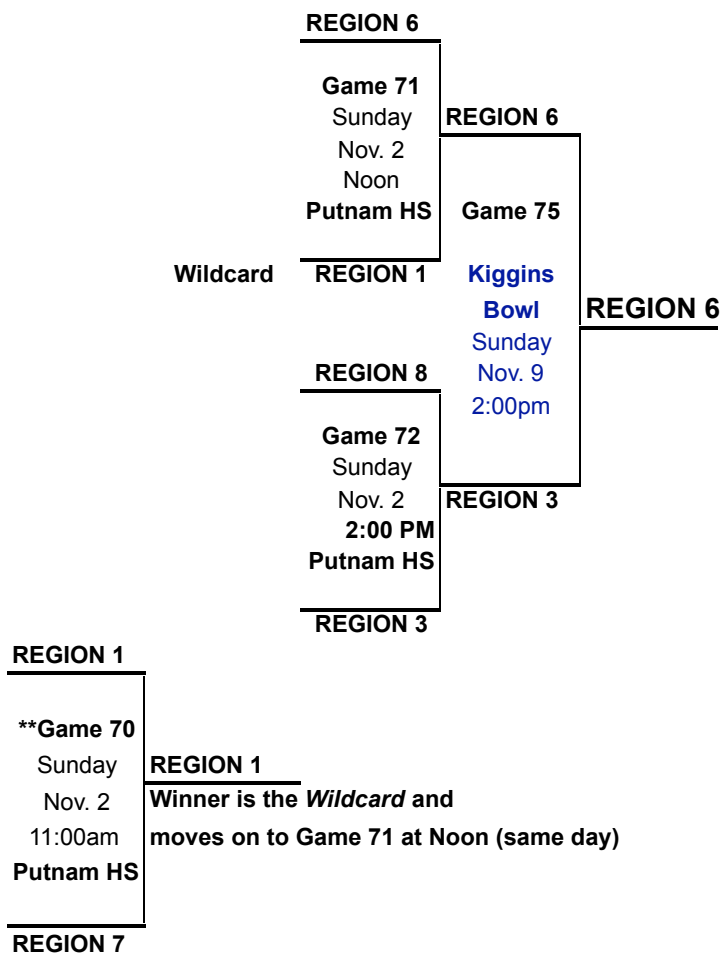 REGION 6
Game 71
Sunday
Nov. 2
Noon
Putnam HS
Wildcard REGION 1
REGION 6
Game 75
Kiggins
Bowl
Sunday
Nov. 9
2:00pm
REGION 6
REGION 8
Game 72
Sunday
Nov. 2
2:00 PM
Putnam HS
REGION 3
REGION 3
REGION 1
**Game 70
Sunday
Nov. 2
11:00am
Putnam HS
REGION 7
REGION 1
Winner is the Wildcard and
moves on to Game 71 at Noon (same day)